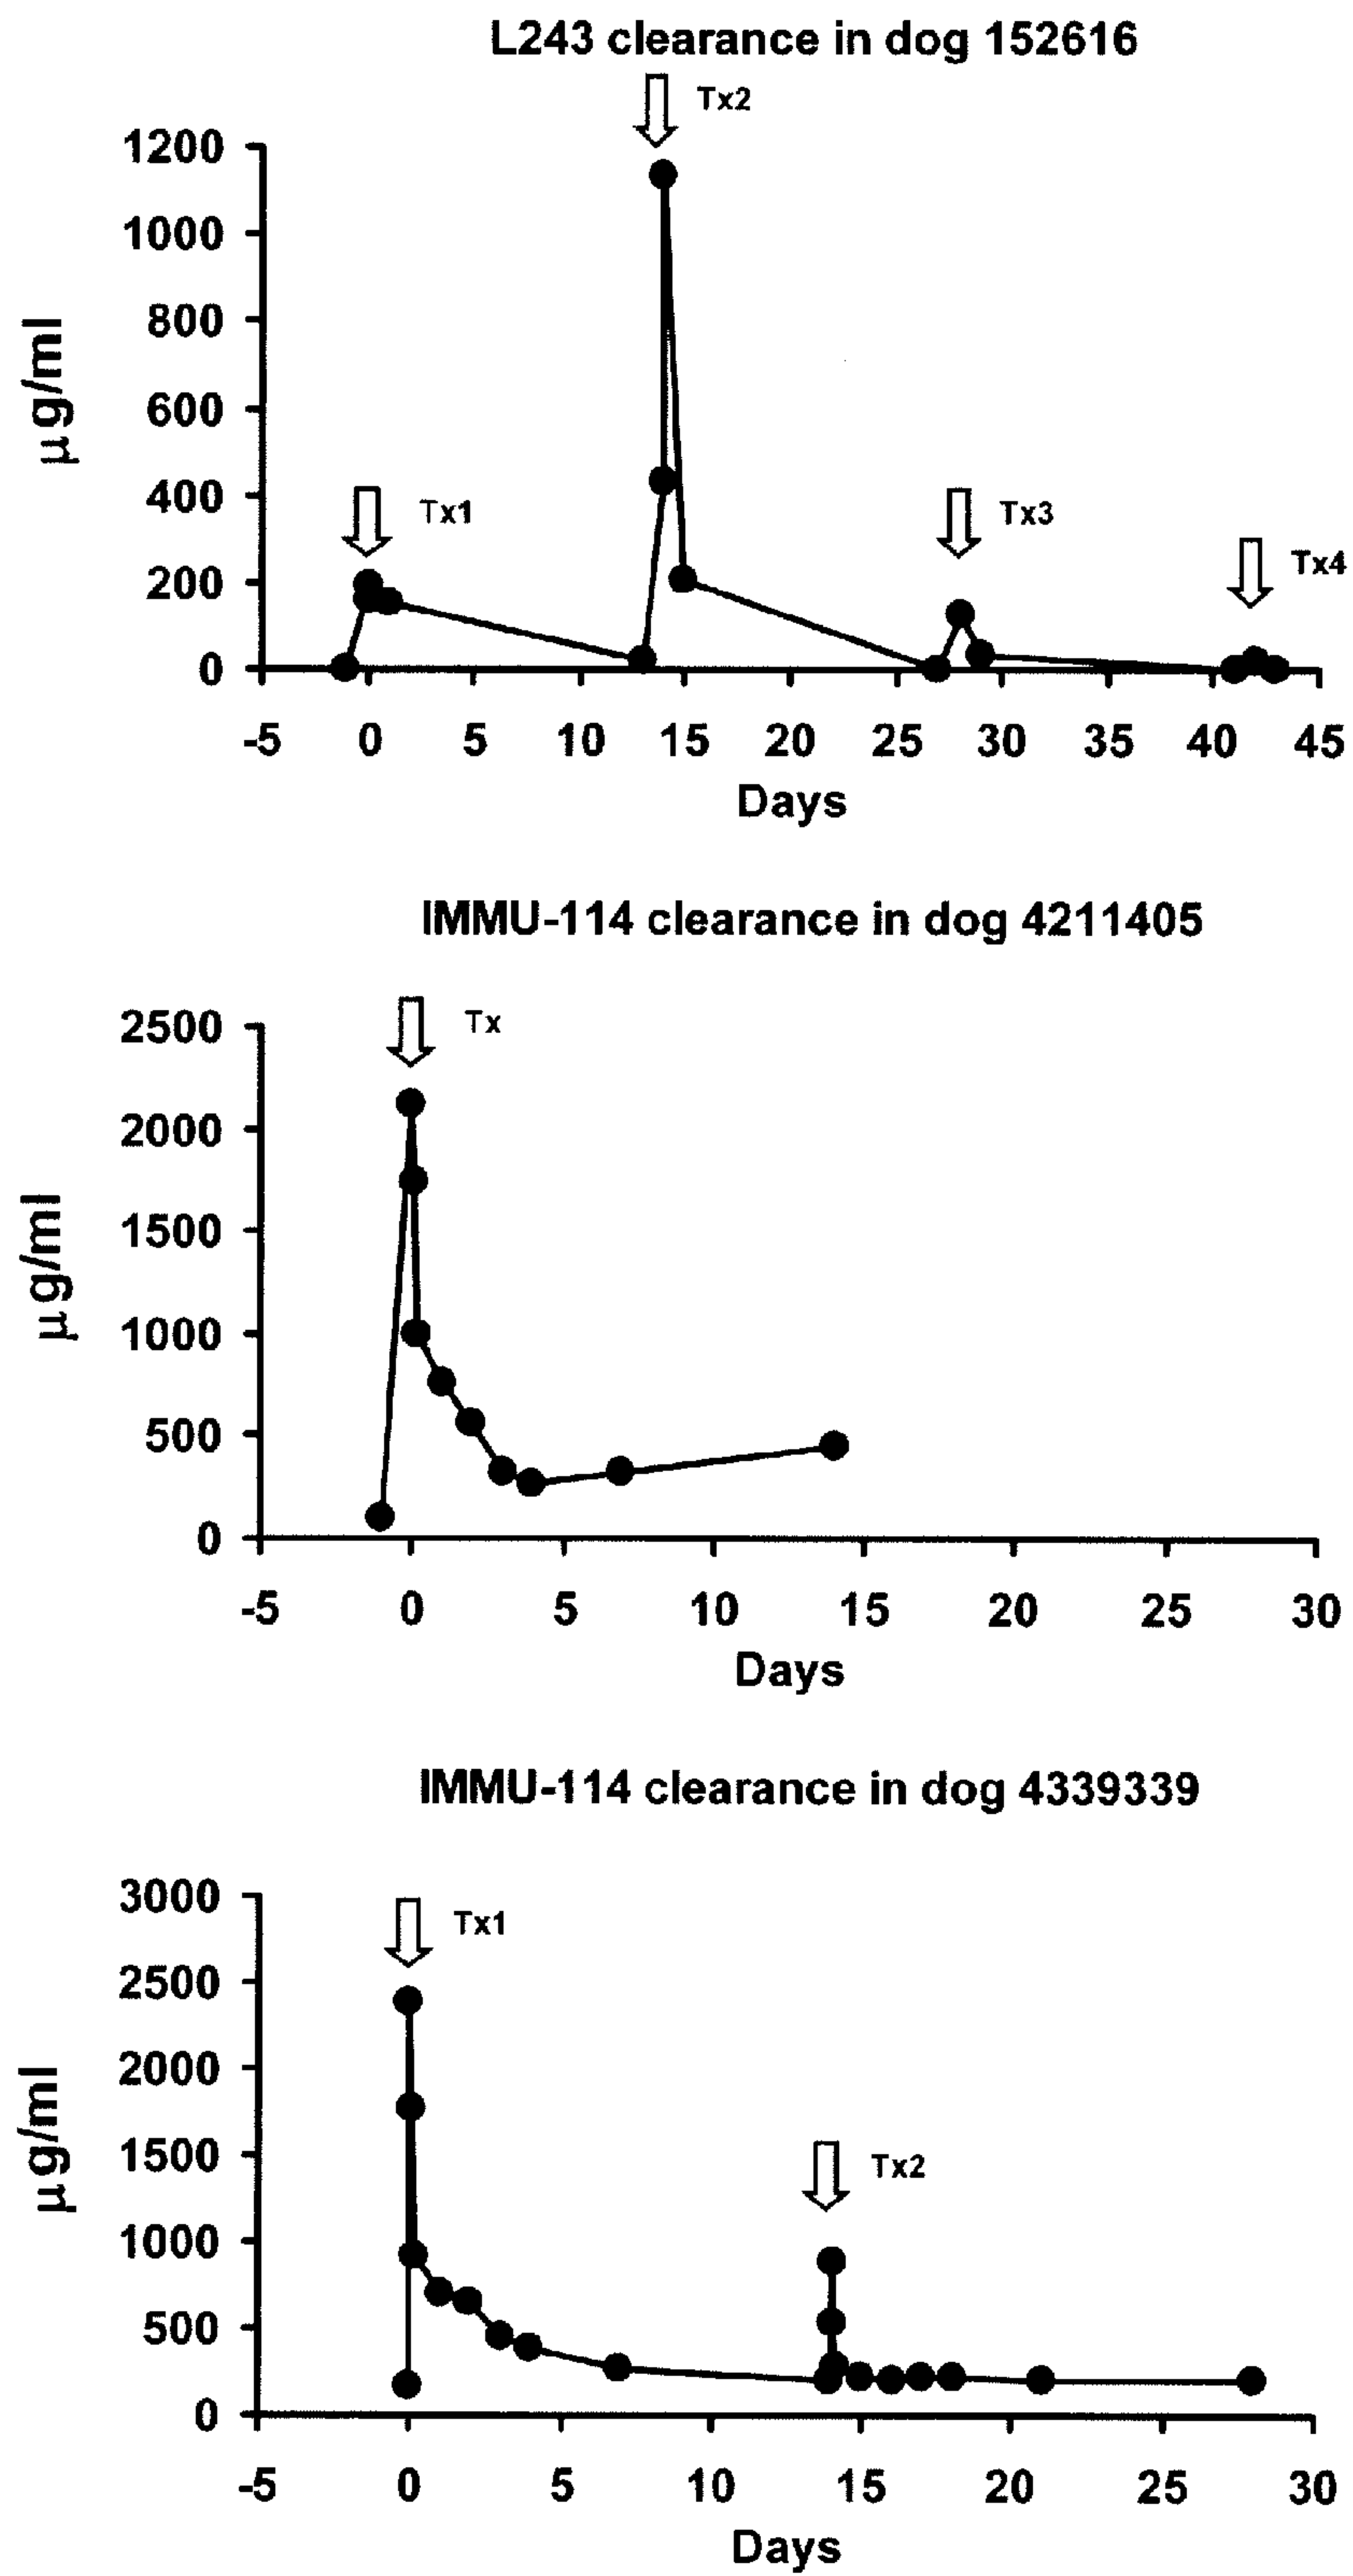 L243 clearance in dog 152616
Tx2
1200
1000
800
600
400
200
0
µg/ml
Tx1
Tx3
Tx4
-5 0 5 10 15 20 25 30 35 40 45
Days
IMMU-114 clearance in dog 4211405
Tx
2500
2000
1500
1000
500
0
µg/ml
-5 0 5 10 15 20 25 30
Days
IMMU-114 clearance in dog 4339339
3000
Tx1
2500
2000
1500
Tx2
1000
500
0
µg/ml
-5 0 5 10 15 20 25 30
Days